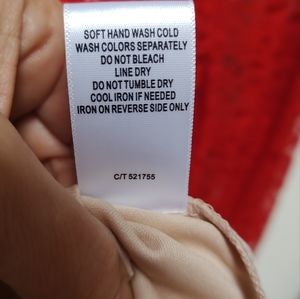 SOFT HAND WASH COLD
WASH COLORS SEPARATELY
DO NOT BLEACH
LINE DRY
DO NOT TUMBLE DRY
COOL IRON IF NEEDED
IRON ON REVERSE SIDE ONLY
C/T 521755